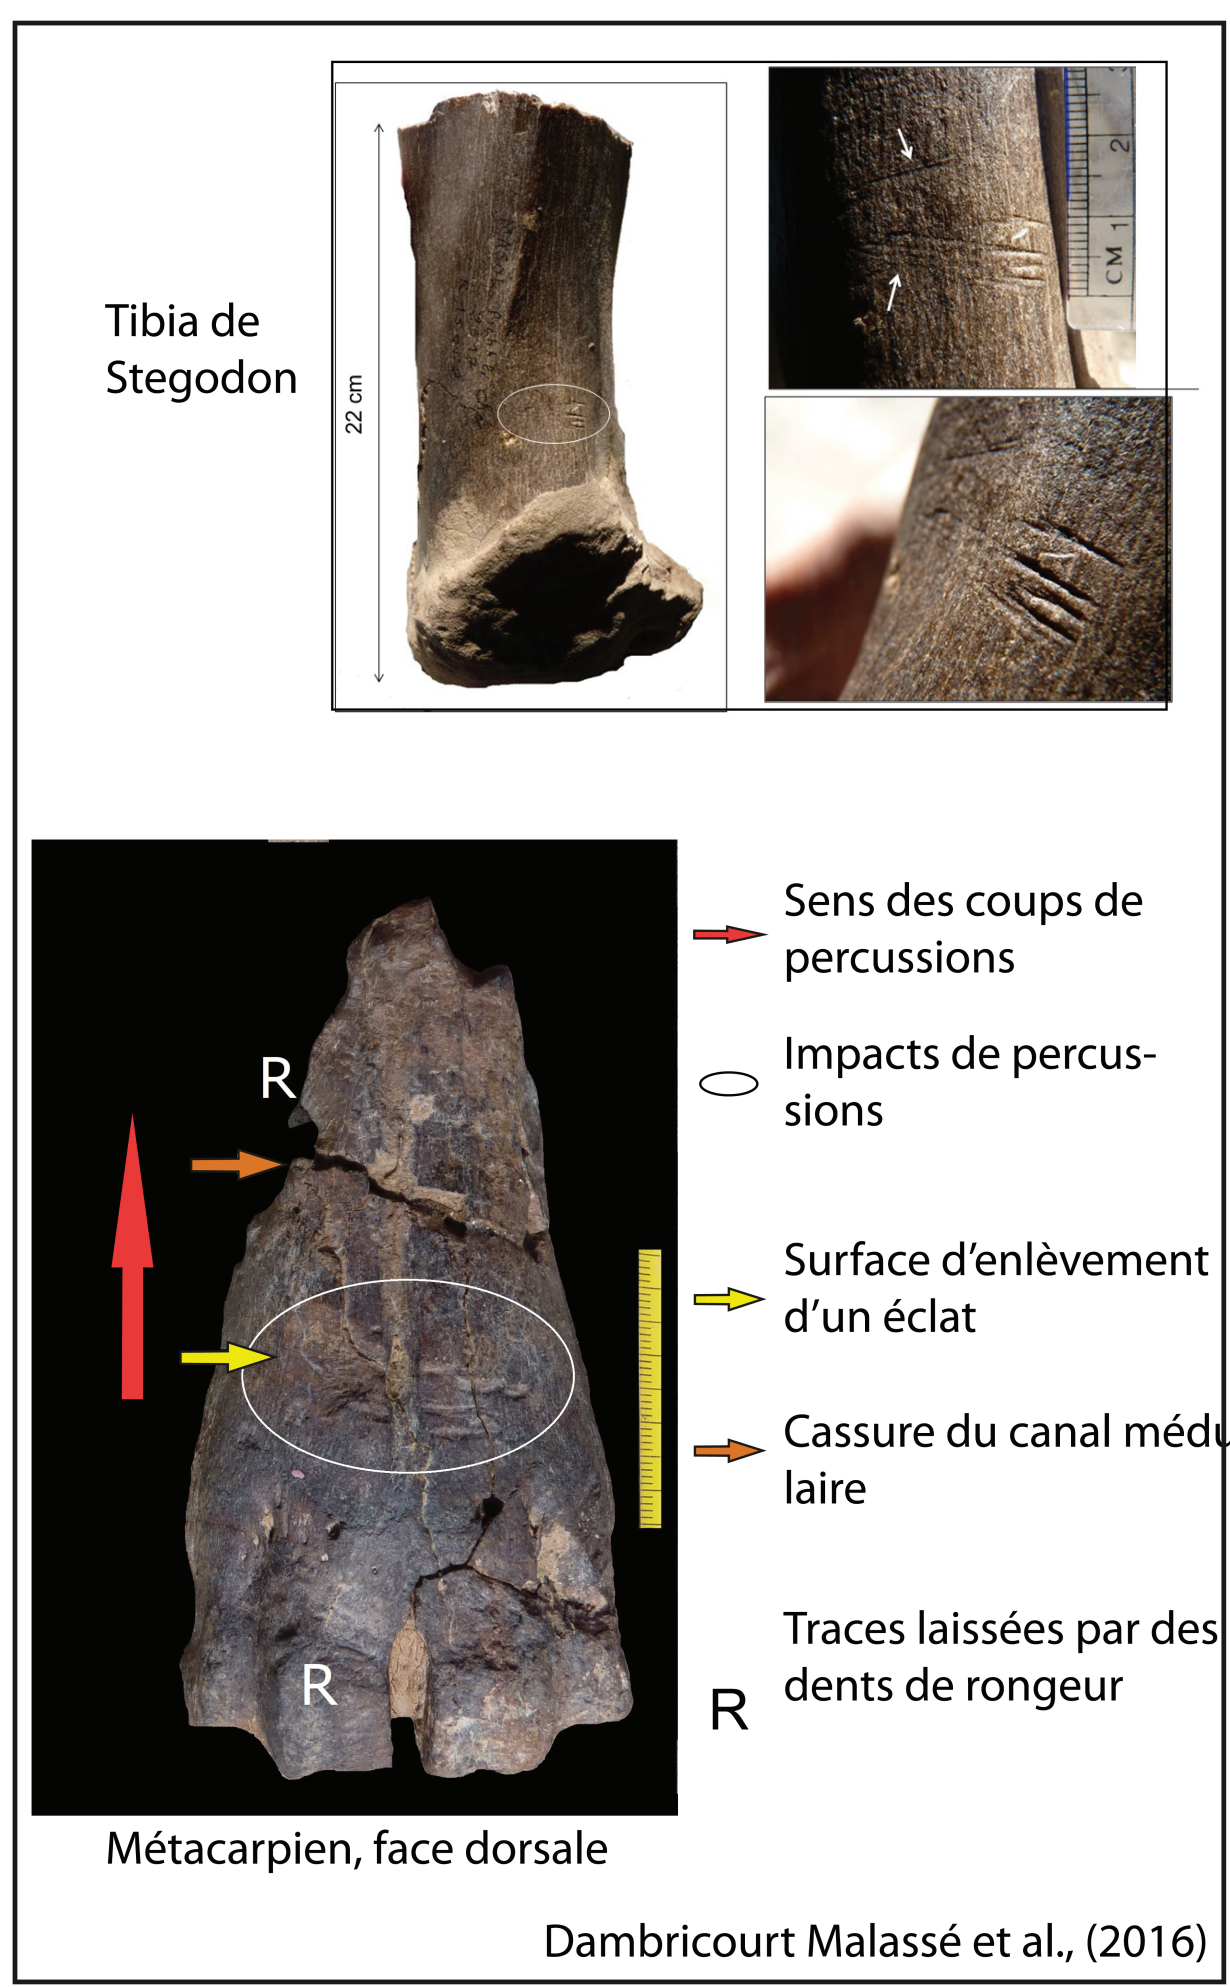 Tibia de
Stegodon
22 cm
2
CM 1
R
R
Sens des coups de
percussions
Impacts de percus-
sions
Surface d'enlèvement
d'un éclat
Cassure du canal médu
laire
R
Traces laissées par des
dents de rongeur
Métacarpien, face dorsale
Dambricourt Malassé et al., (2016)